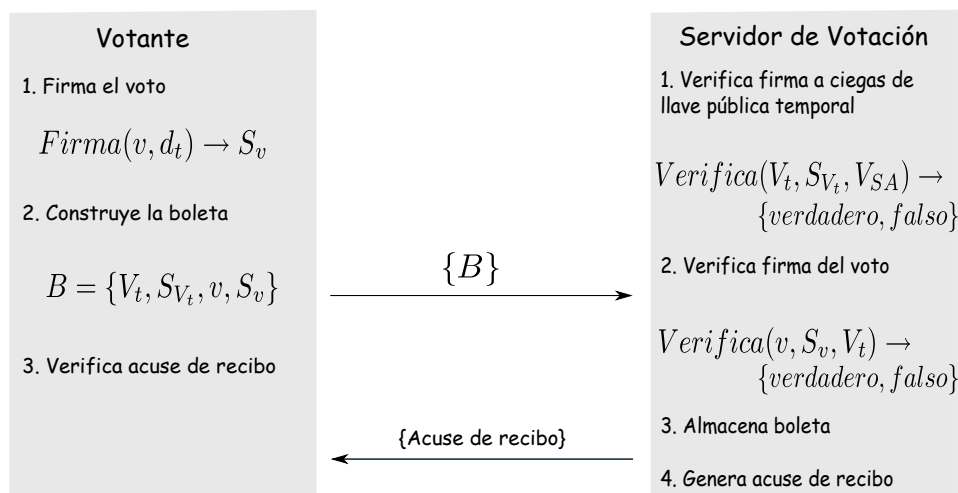 Votante
1. Firma el voto
Firma(v, d_t) → S_v
2. Construye la boleta
B = {V_t, S_{V_t}, v, S_v}
3. Verifica acuse de recibo
{B}
{Acuse de recibo}
Servidor de Votación
1. Verifica firma a ciegas de
llave pública temporal
Verifica(V_t, S_{V_t}, V_{SA}) →
{verdadero, falso}
2. Verifica firma del voto
Verifica(v, S_v, V_t) →
{verdadero, falso}
3. Almacena boleta
4. Genera acuse de recibo